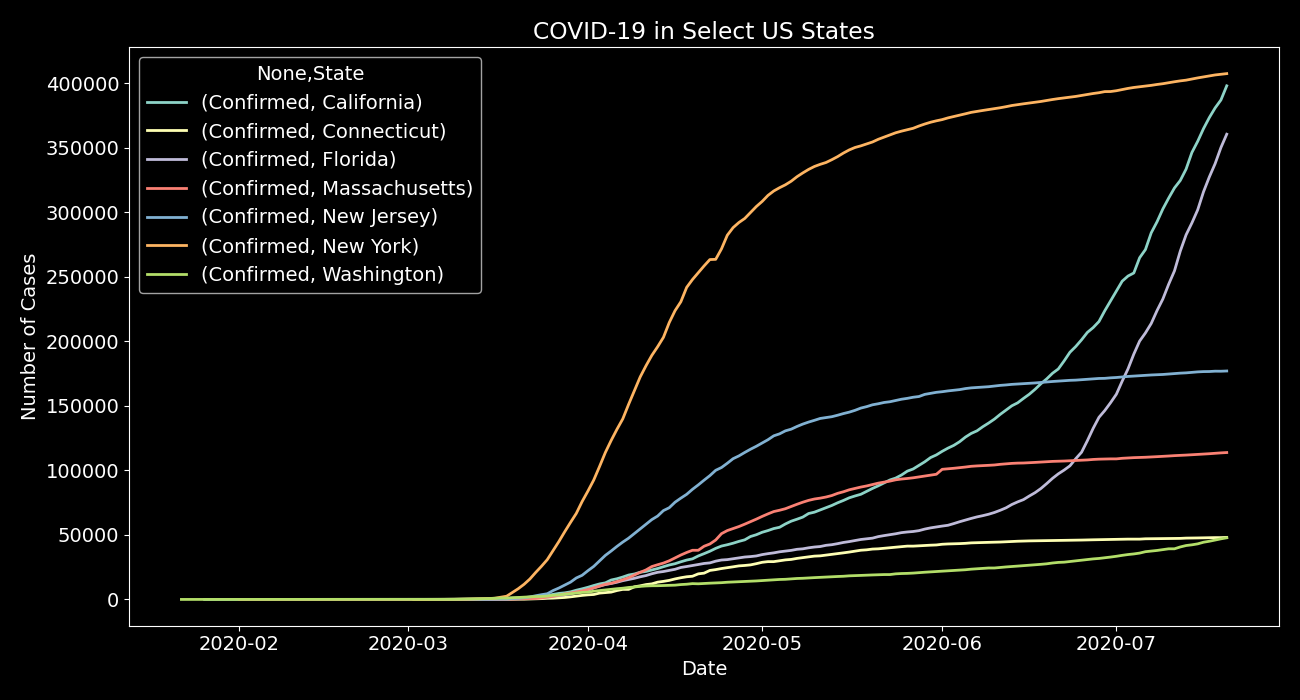 COVID-19 in Select US States
None,State
(Confirmed, California)
(Confirmed, Connecticut)
(Confirmed, Florida)
(Confirmed, Massachusetts)
(Confirmed, New Jersey)
(Confirmed, New York)
(Confirmed, Washington)
Number of Cases
400000
350000
300000
250000
200000
150000
100000
50000
0
2020-02
2020-03
2020-04
2020-05
2020-06
2020-07
Date